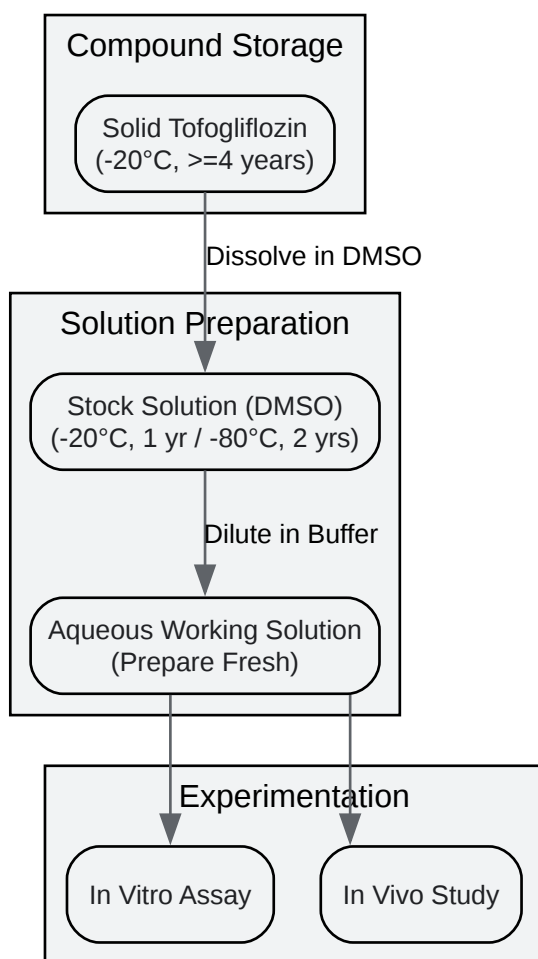 Compound Storage
Solid Tofogliflozin
(-20°C, >=4 years)
Dissolve in DMSO
Solution Preparation
Stock Solution (DMSO)
(-20°C, 1 yr / -80°C, 2 yrs)
Dilute in Buffer
Aqueous Working Solution
(Prepare Fresh)
Experimentation
In Vitro Assay
In Vivo Study